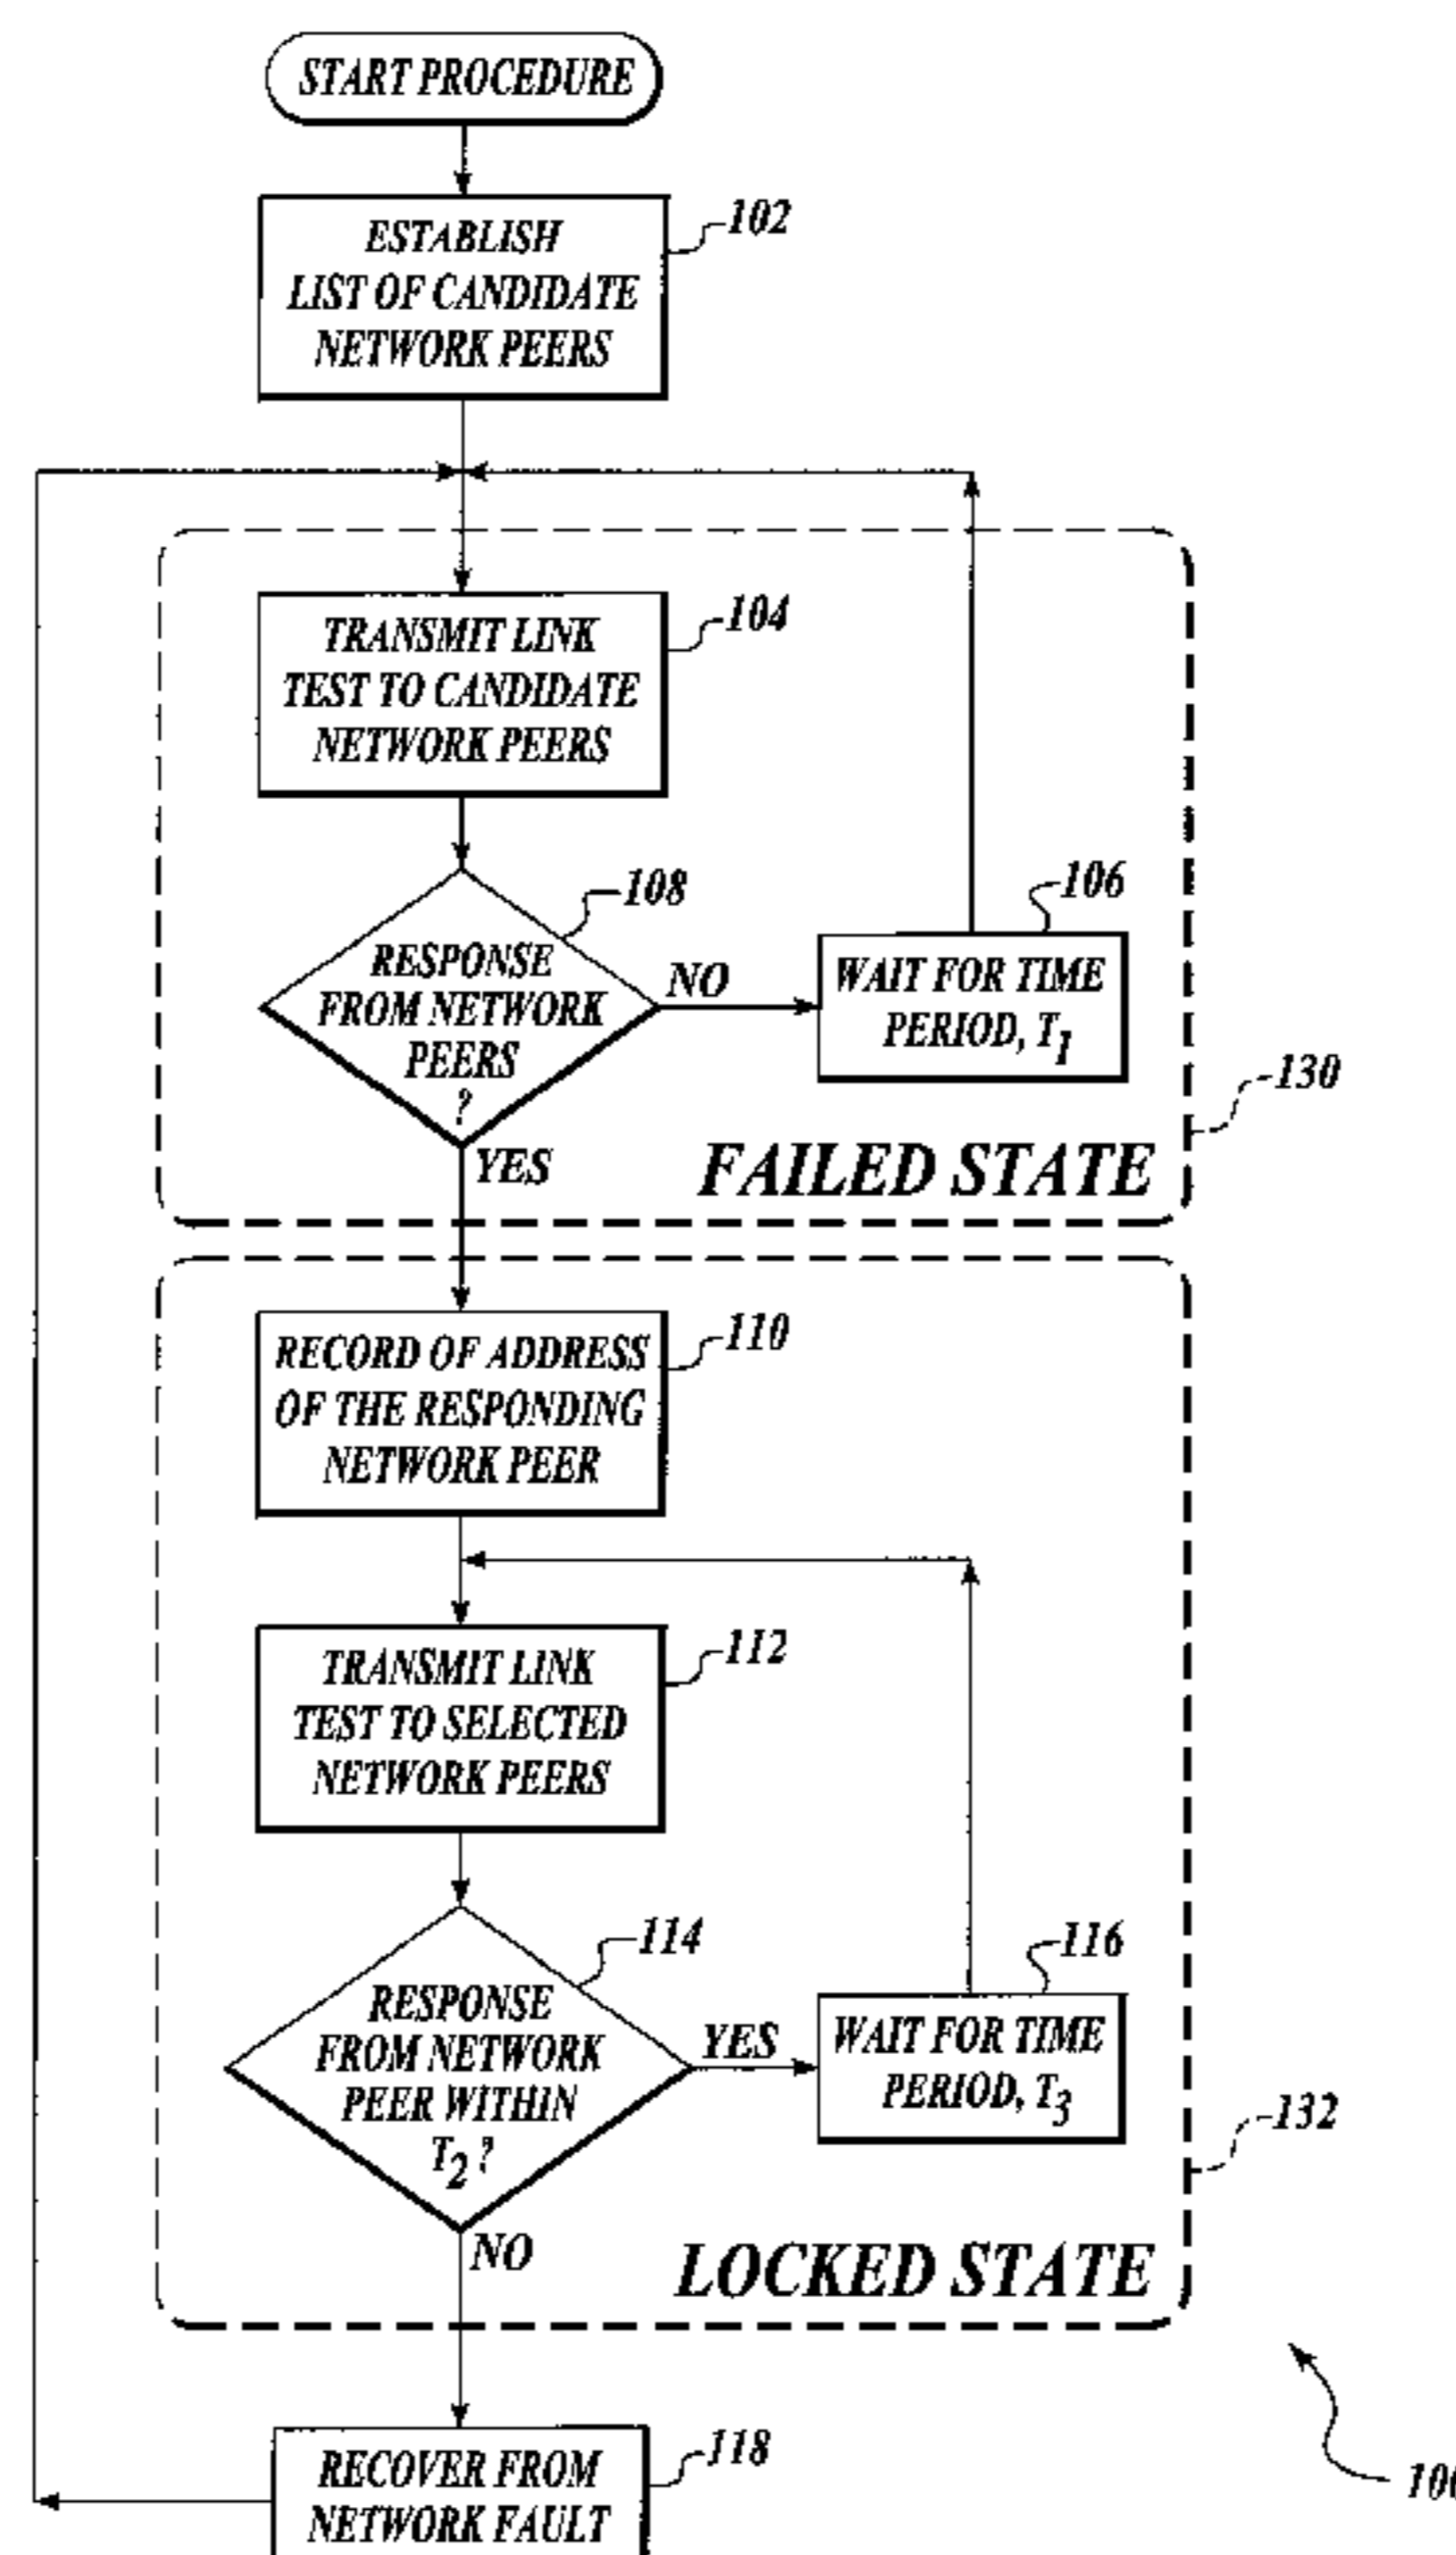 START PROCEDURE
102
ESTABLISH
LIST OF CANDIDATE
NETWORK PEERS
104
TRANSMIT LINK
TEST TO CANDIDATE
NETWORK PEERS
108
RESPONSE
FROM NETWORK
PEERS
?
NO
YES
106
WAIT FOR TIME
PERIOD, T1
130
FAILED STATE
110
RECORD OF ADDRESS
OF THE RESPONDING
NETWORK PEER
112
TRANSMIT LINK
TEST TO SELECTED
NETWORK PEERS
114
RESPONSE
FROM NETWORK
PEER WITHIN
T2 ?
YES
NO
116
WAIT FOR TIME
PERIOD, T3
132
LOCKED STATE
118
RECOVER FROM
NETWORK FAULT